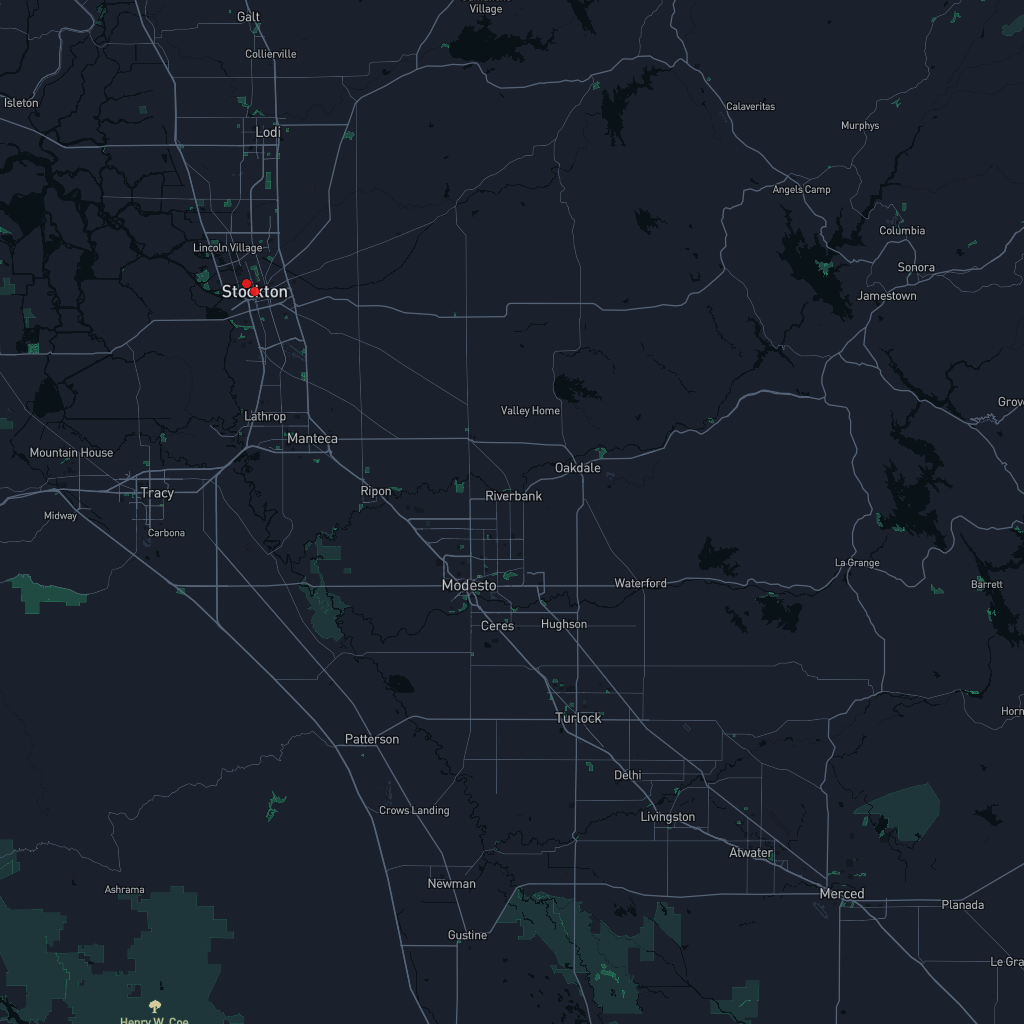 Village
Galt
Collierville
Isleton
Calaveritas
Murphys
Lodi
Angels Camp
Columbia
Lincoln Village
Sonora
Stockton
Jamestown
Valley Home
Lathrop
Manteca
Mountain House
Oakdale
Tracy
Ripon
Riverbank
Midway
Carbona
La Grange
Modesto
Waterford
Barrett
Ceres
Hughson
Turlock
Patterson
Delhi
Crows Landing
Livingston
Atwater
Ashrama
Newman
Merced
Planada
Gustine
Henry W. Coe